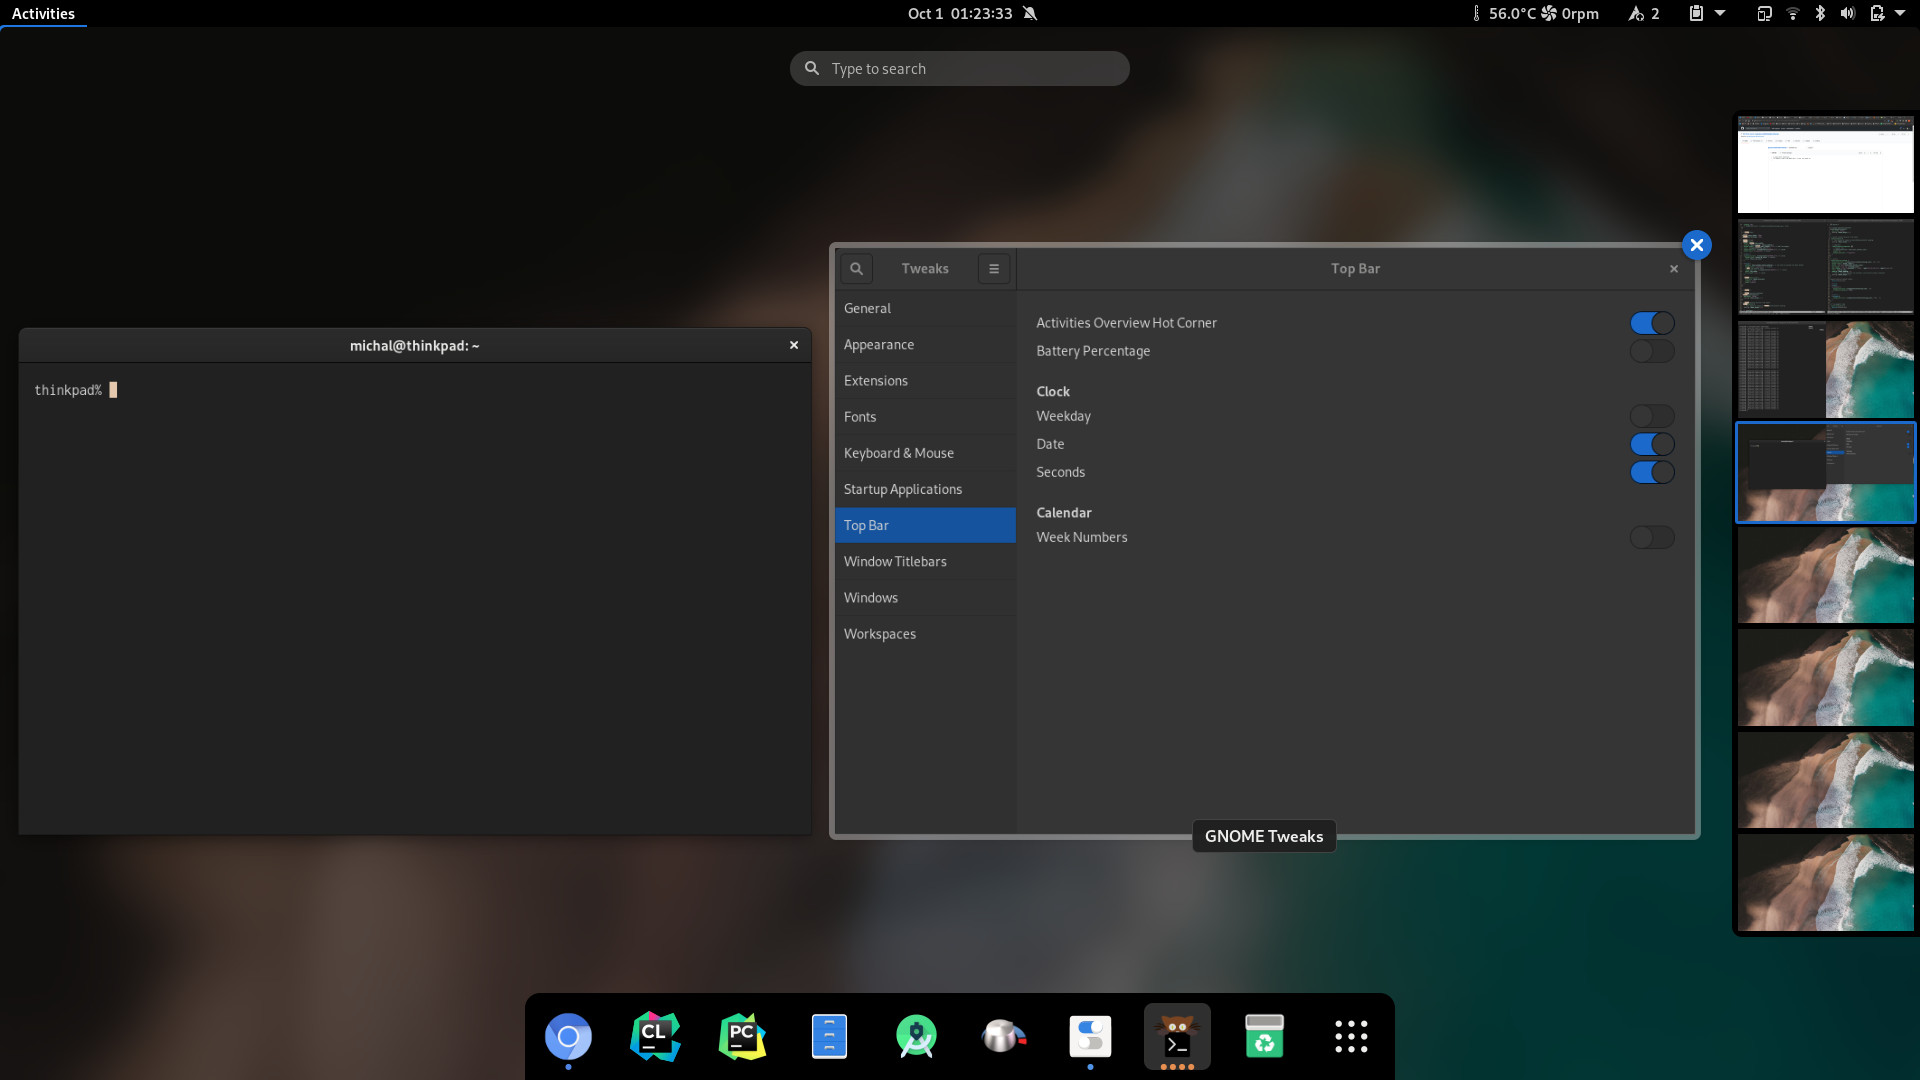 Activities
Oct 1 01:23:33
56.0°C 0rpm
2
Type to search
michal@thinkpad: ~
thinkpad%
Tweaks
Top Bar
General
Appearance
Extensions
Fonts
Keyboard & Mouse
Startup Applications
Top Bar
Window Titlebars
Windows
Workspaces
Activities Overview Hot Corner
Battery Percentage
Clock
Weekday
Date
Seconds
Calendar
Week Numbers
GNOME Tweaks
CL
PC
>_